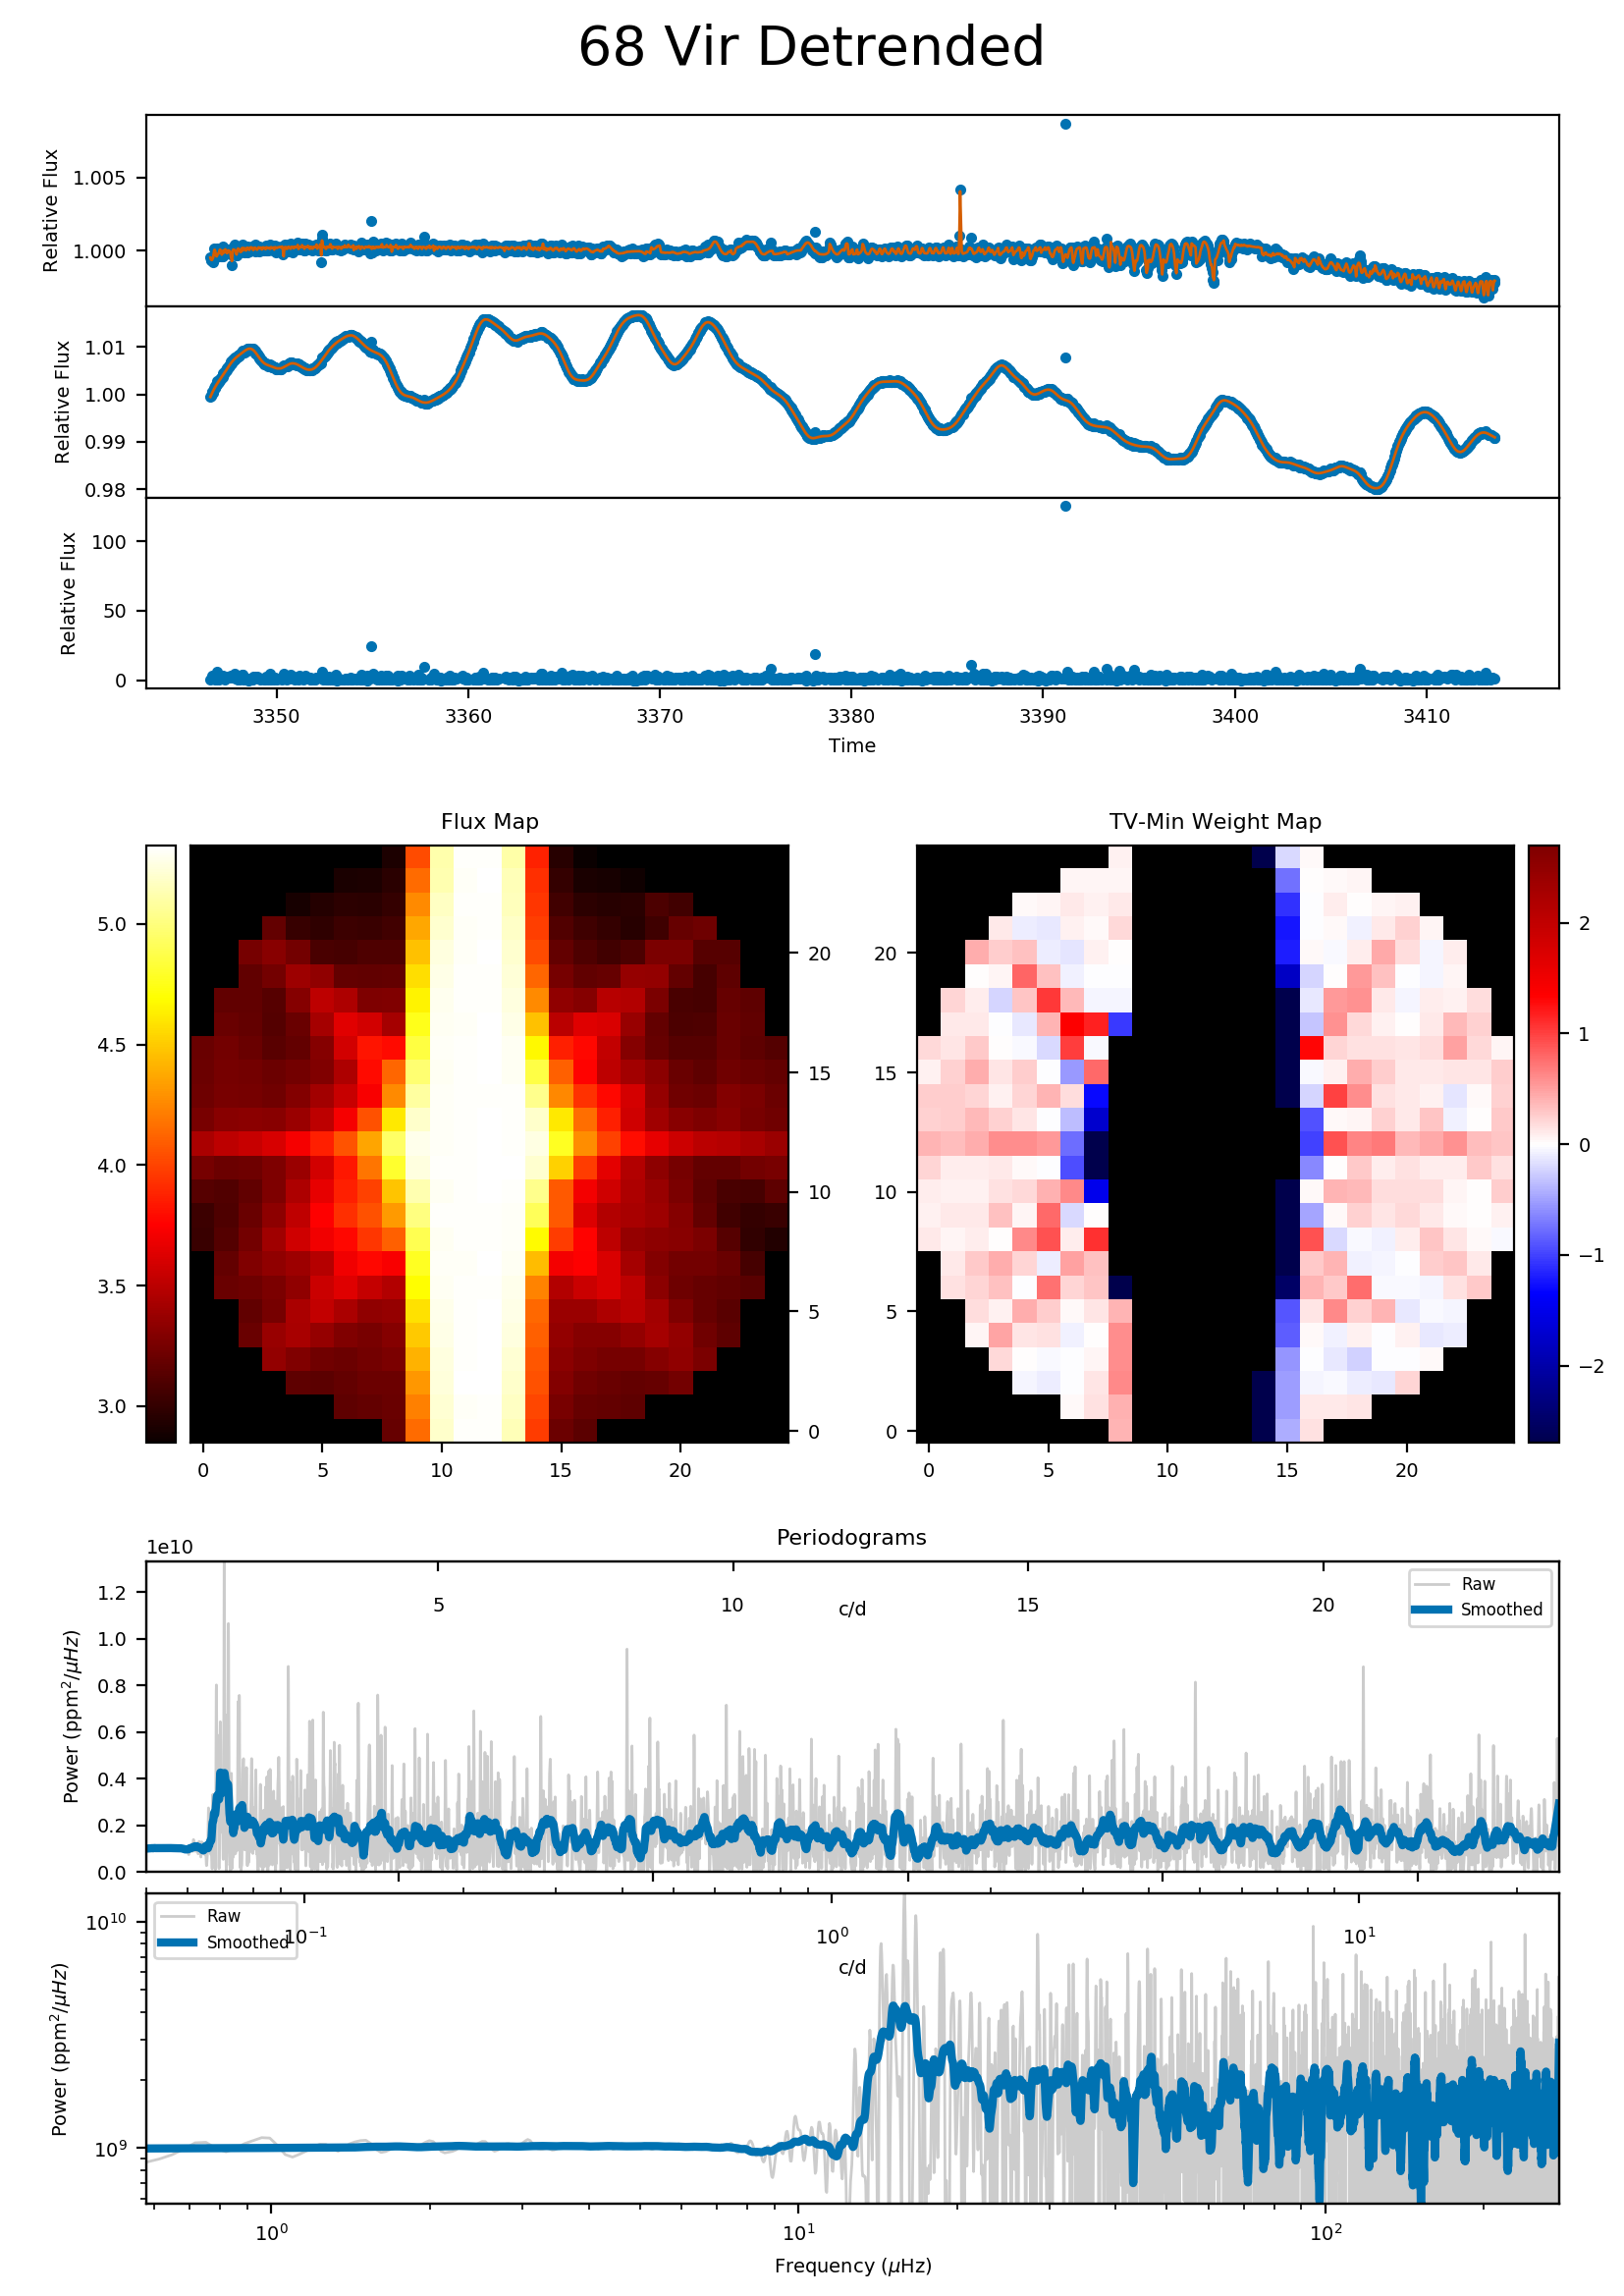 68 Vir Detrended
Relative Flux
1.005
1.000
Relative Flux
1.01
1.00
0.99
0.98
Relative Flux
100
50
0
3350 3360 3370 3380 3390 3400 3410
Time
Flux Map
5.0
4.5
4.0
3.5
3.0
20
15
10
5
0
0 5 10 15 20
TV-Min Weight Map
20
15
10
5
0
0 5 10 15 20
2
1
0
−1
−2
Periodograms
1e10
Power (ppm²/μHz)
1.2
1.0
0.8
0.6
0.4
0.2
0.0
5 10 15 20
c/d
Raw
Smoothed
Power (ppm²/μHz)
10¹⁰
10⁹
Raw
Smoothed
10⁻¹ 10⁰ 10¹
c/d
10⁰ 10¹ 10²
Frequency (μHz)